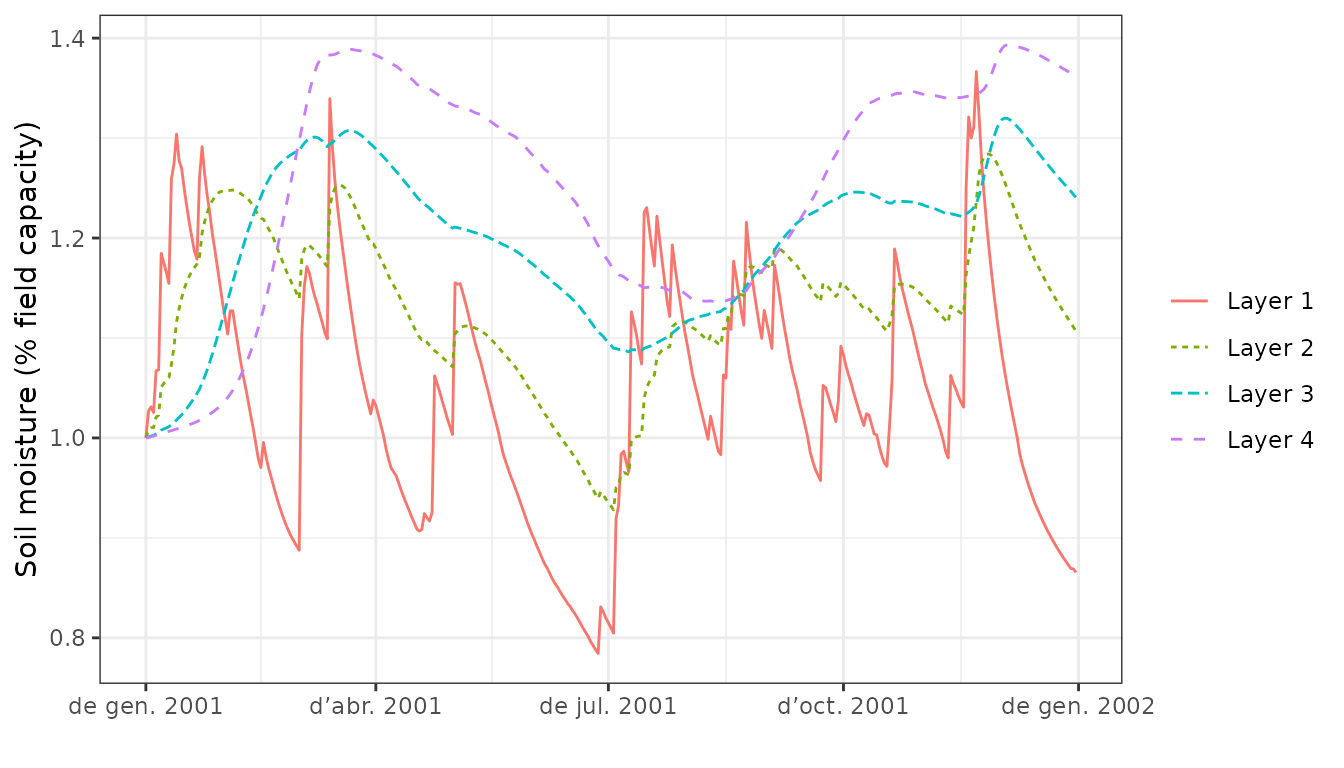 Soil moisture (% field capacity)
1.4
1.2
1.0
0.8
de gen. 2001
d’abr. 2001
de jul. 2001
d’oct. 2001
de gen. 2002
Layer 1
Layer 2
Layer 3
Layer 4